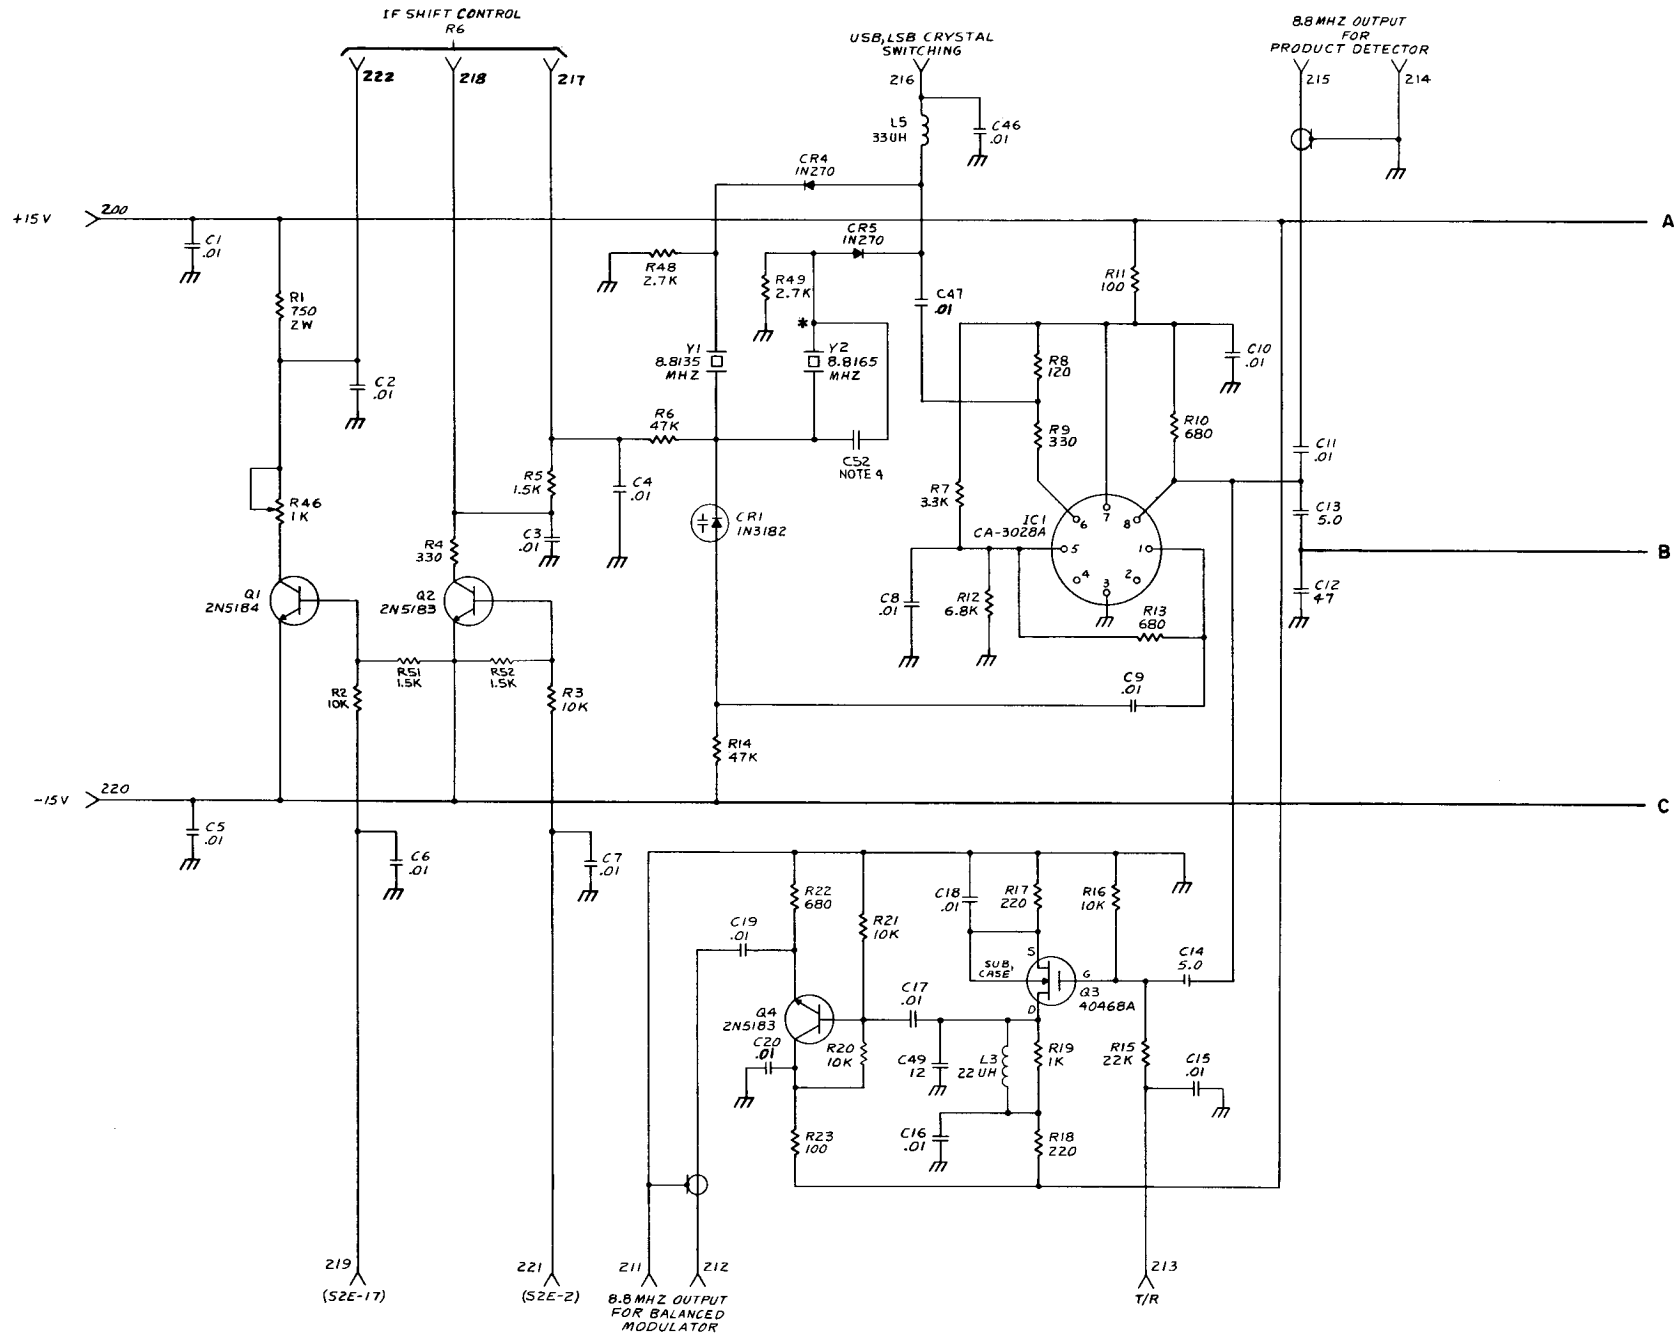 IF SHIFT CONTROL
R6
222
218
217
USB, LSB CRYSTAL
SWITCHING
216
8.8MHZ OUTPUT
FOR
PRODUCT DETECTOR
215
214
L5
33UH
C46
.01
CR4
1N270
+15V
200
A
C1
.01
CR5
1N270
R48
2.7K
R49
2.7K
R11
100
R1
750
2W
C47
.01
*
Y1
8.8135
MHZ
Y2
8.8165
MHZ
R8
120
C10
.01
C2
.01
R6
47K
R9
330
R10
680
C11
.01
C52
NOTE 4
R5
1.5K
C4
.01
R7
3.3K
R46
1K
CR1
1N3182
IC1
CA-3028A
6
7
8
5
1
4
3
2
C13
5.0
B
R4
330
C3
.01
Q1
2N5184
Q2
2N5183
C8
.01
R12
6.8K
R13
680
C12
47
R51
1.5K
R52
1.5K
R2
10K
R3
10K
C9
.01
R14
47K
-15V
220
C
C5
.01
C6
.01
C7
.01
R22
680
C18
.01
R17
220
R16
10K
C19
.01
R21
10K
S
SUB,
CASE
G
C14
5.0
Q3
40468A
D
C17
.01
Q4
2N5183
C20
.01
R20
10K
C49
12
L3
22UH
R19
1K
R15
22K
C15
.01
R23
100
C16
.01
R18
220
219
(S2E-17)
221
(S2E-2)
211
212
8.8MHZ OUTPUT
FOR BALANCED
MODULATOR
213
T/R